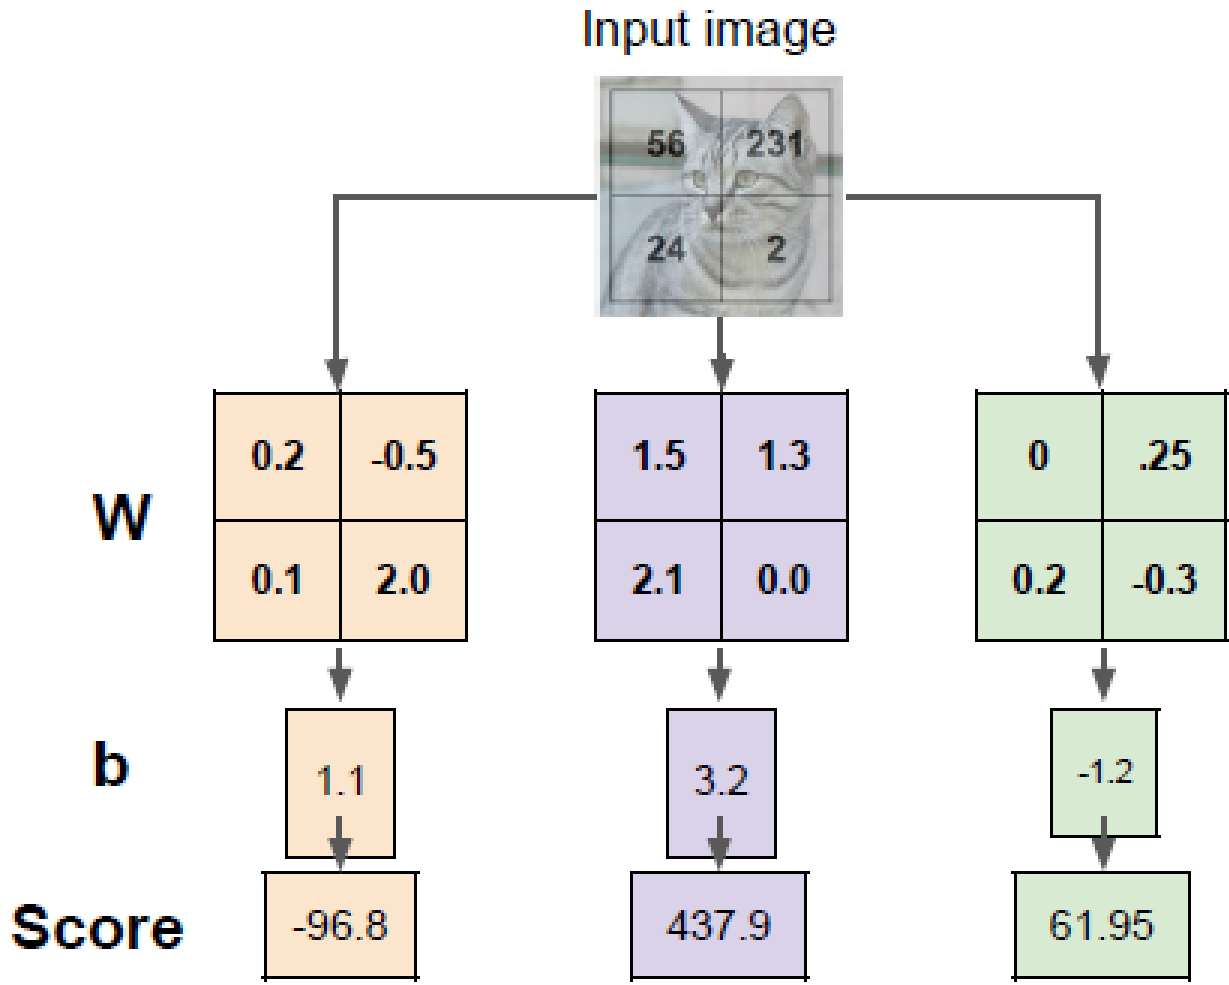 Input image
56 231
24 2
0.2 -0.5 1.5 1.3 0 .25
W
0.1 2.0 2.1 0.0 0.2 -0.3
b 1.1 3.2 -1.2
Score -96.8 437.9 61.95